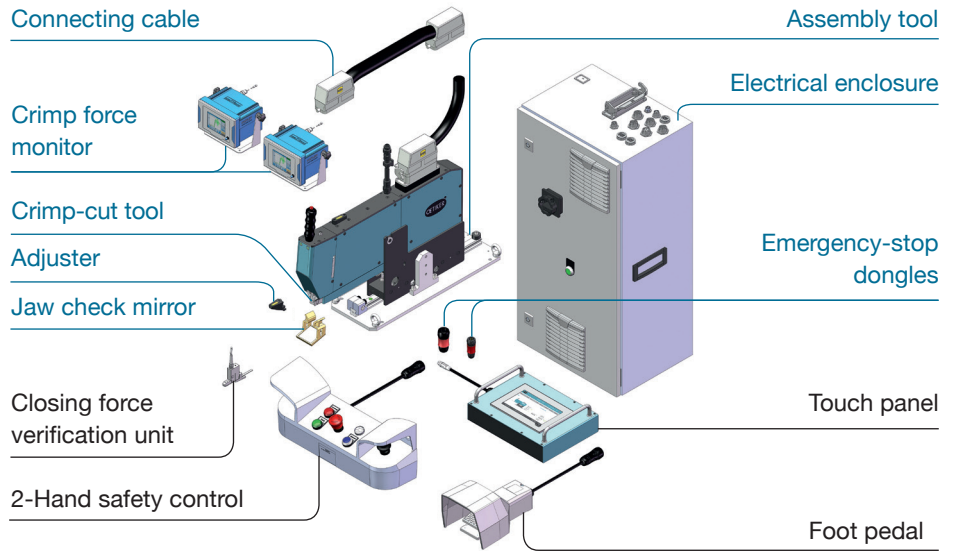 Connecting cable
Assembly tool
Electrical enclosure
Crimp force
monitor
Crimp-cut tool
Adjuster
Emergency-stop
dongles
Jaw check mirror
OETIKER
Closing force
verification unit
Touch panel
2-Hand safety control
Foot pedal